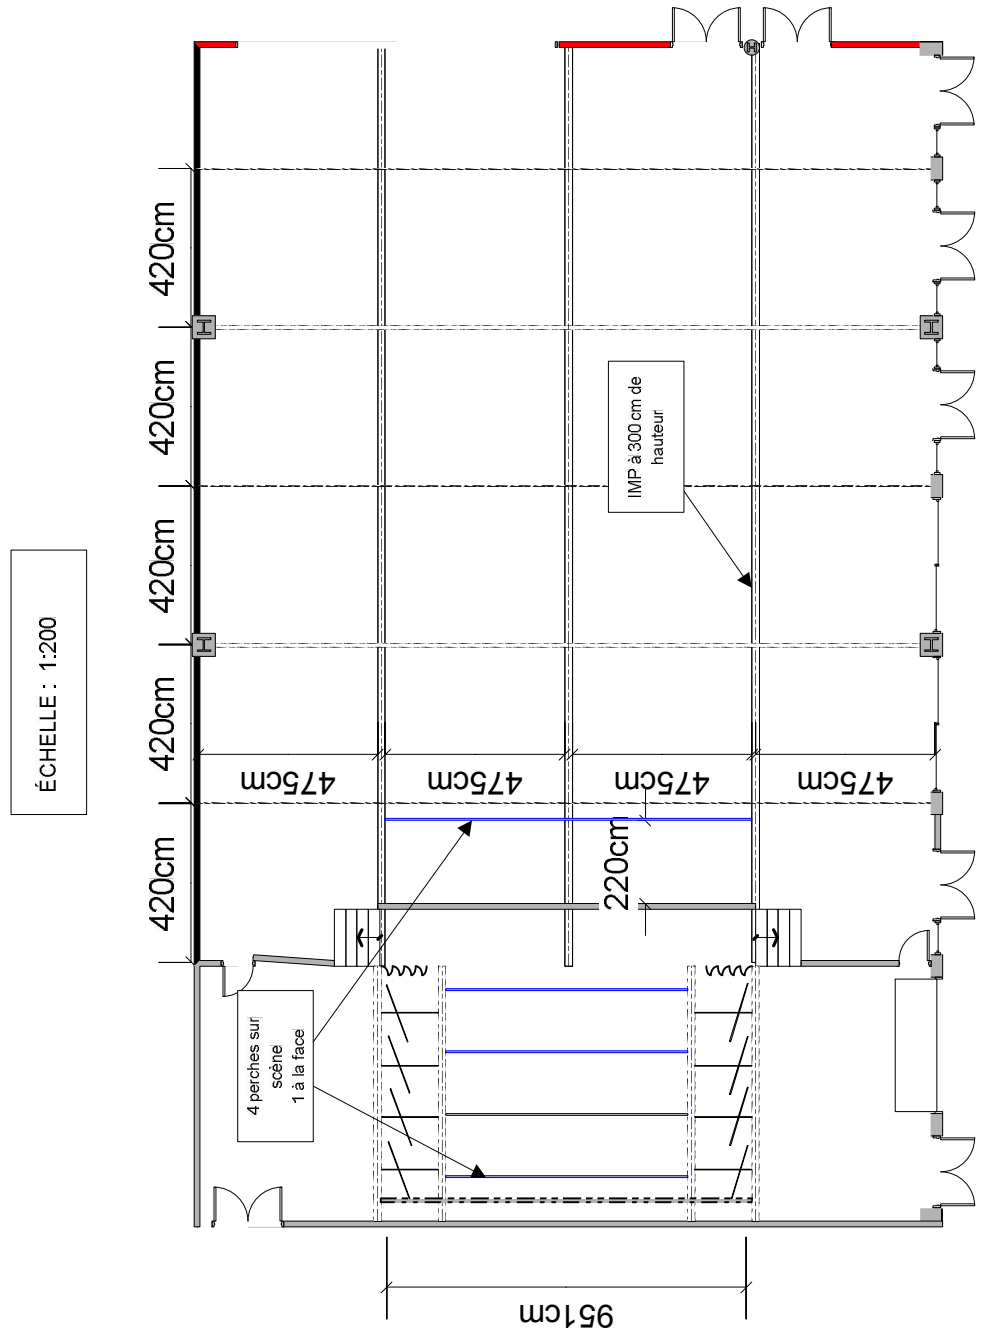 ÉCHELLE : 1:200
420cm
420cm
420cm
420cm
420cm
475cm
475cm
475cm
475cm
220cm
IMP à 300 cm de
hauteur
4 perches sur
scène
1 à la face
951cm
H
H
H
H
H